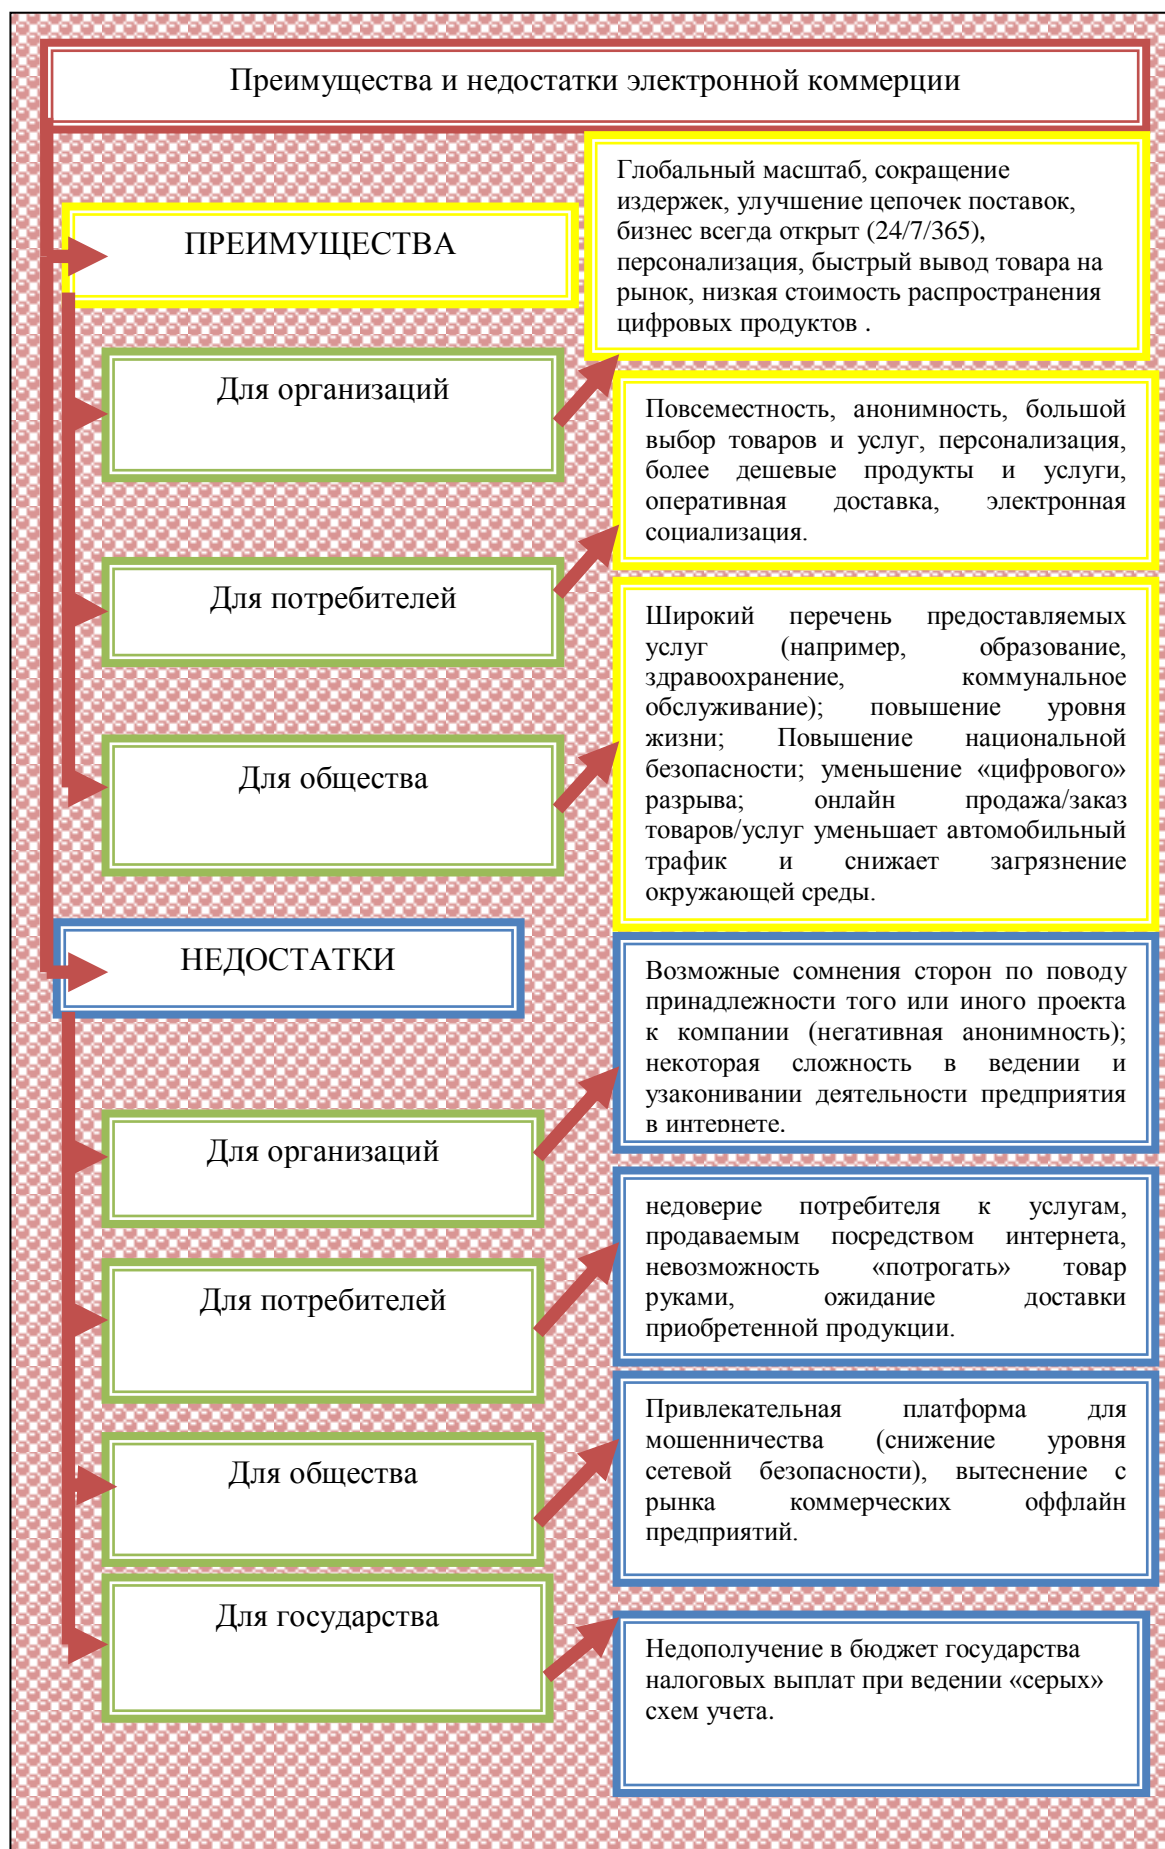 Преимущества и недостатки электронной коммерции
ПРЕИМУЩЕСТВА
Глобальный масштаб, сокращение
издержек, улучшение цепочек поставок,
бизнес всегда открыт (24/7/365),
персонализация, быстрый вывод товара на
рынок, низкая стоимость распространения
цифровых продуктов .
Для организаций
Повсеместность, анонимность, большой
выбор товаров и услуг, персонализация,
более дешевые продукты и услуги,
оперативная доставка, электронная
социализация.
Для потребителей
Широкий перечень предоставляемых
услуг (например, образование,
здравоохранение, коммунальное
обслуживание); повышение уровня
жизни; Повышение национальной
безопасности; уменьшение «цифрового»
разрыва; онлайн продажа/заказ
товаров/услуг уменьшает автомобильный
трафик и снижает загрязнение
окружающей среды.
Для общества
НЕДОСТАТКИ
Возможные сомнения сторон по поводу
принадлежности того или иного проекта
к компании (негативная анонимность);
некоторая сложность в ведении и
узаконивании деятельности предприятия
в интернете.
Для организаций
недоверие потребителя к услугам,
продаваемым посредством интернета,
невозможность «потрогать» товар
руками, ожидание доставки
приобретенной продукции.
Для потребителей
Привлекательная платформа для
мошенничества (снижение уровня
сетевой безопасности), вытеснение с
рынка коммерческих оффлайн
предприятий.
Для общества
Для государства
Недополучение в бюджет государства
налоговых выплат при ведении «серых»
схем учета.